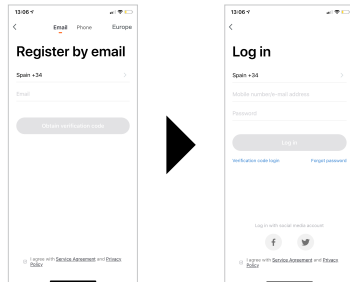 13:06
Email Phone Europe
Register by email
Spain +34
Email
Obtain verification code
I agree with Service Agreement and Privacy
Policy
13:06
Log in
Spain +34
Mobile number/e-mail address
Password
Log in
Verification code login Forgot password
Log in with social media account
I agree with Service Agreement and Privacy
Policy